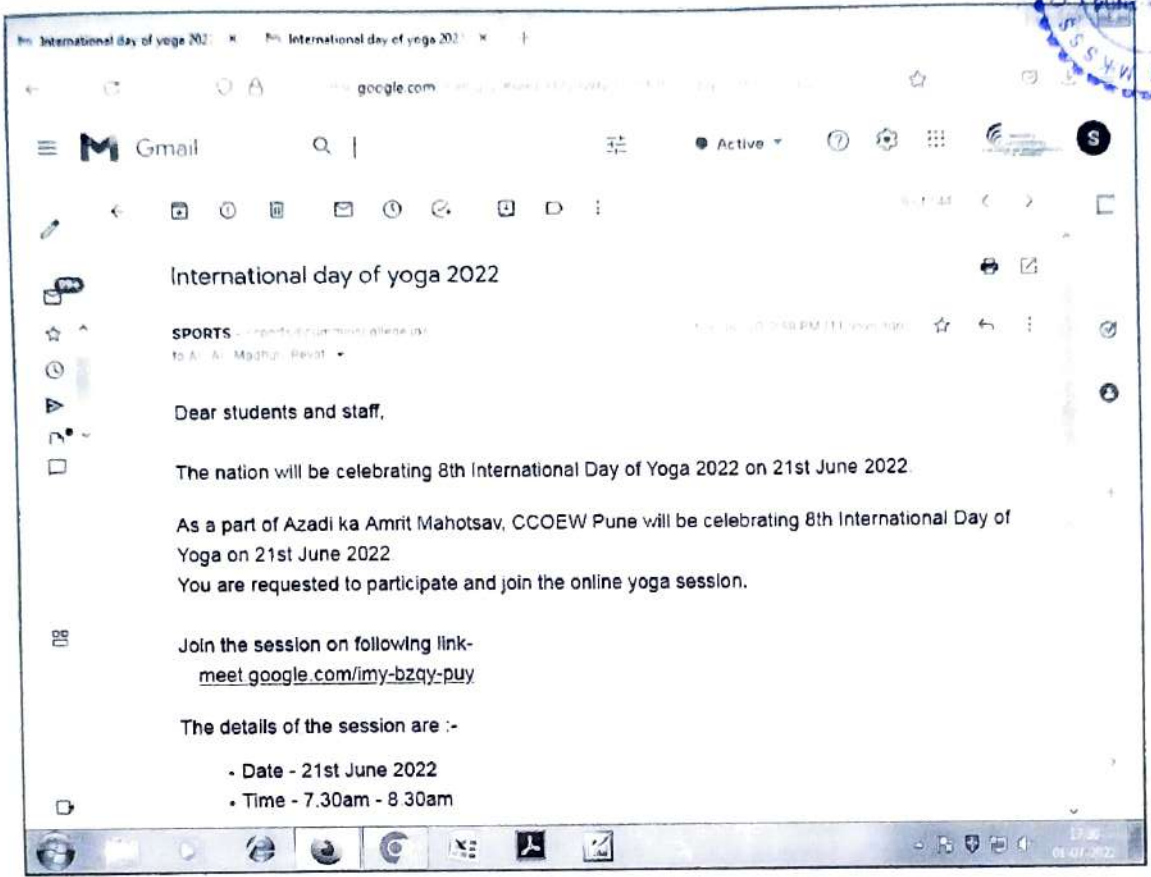 International day of yoga 202
International day of yoga 202
google.com
Gmail
Active
S
International day of yoga 2022
99+
SPORTS
Dear students and staff,
The nation will be celebrating 8th International Day of Yoga 2022 on 21st June 2022.
As a part of Azadi ka Amrit Mahotsav, CCOEW Pune will be celebrating 8th International Day of
Yoga on 21st June 2022
You are requested to participate and join the online yoga session.
Join the session on following link-
meet.google.com/imy-bzqy-puy
The details of the session are :-
- Date - 21st June 2022
- Time - 7.30am - 8.30am